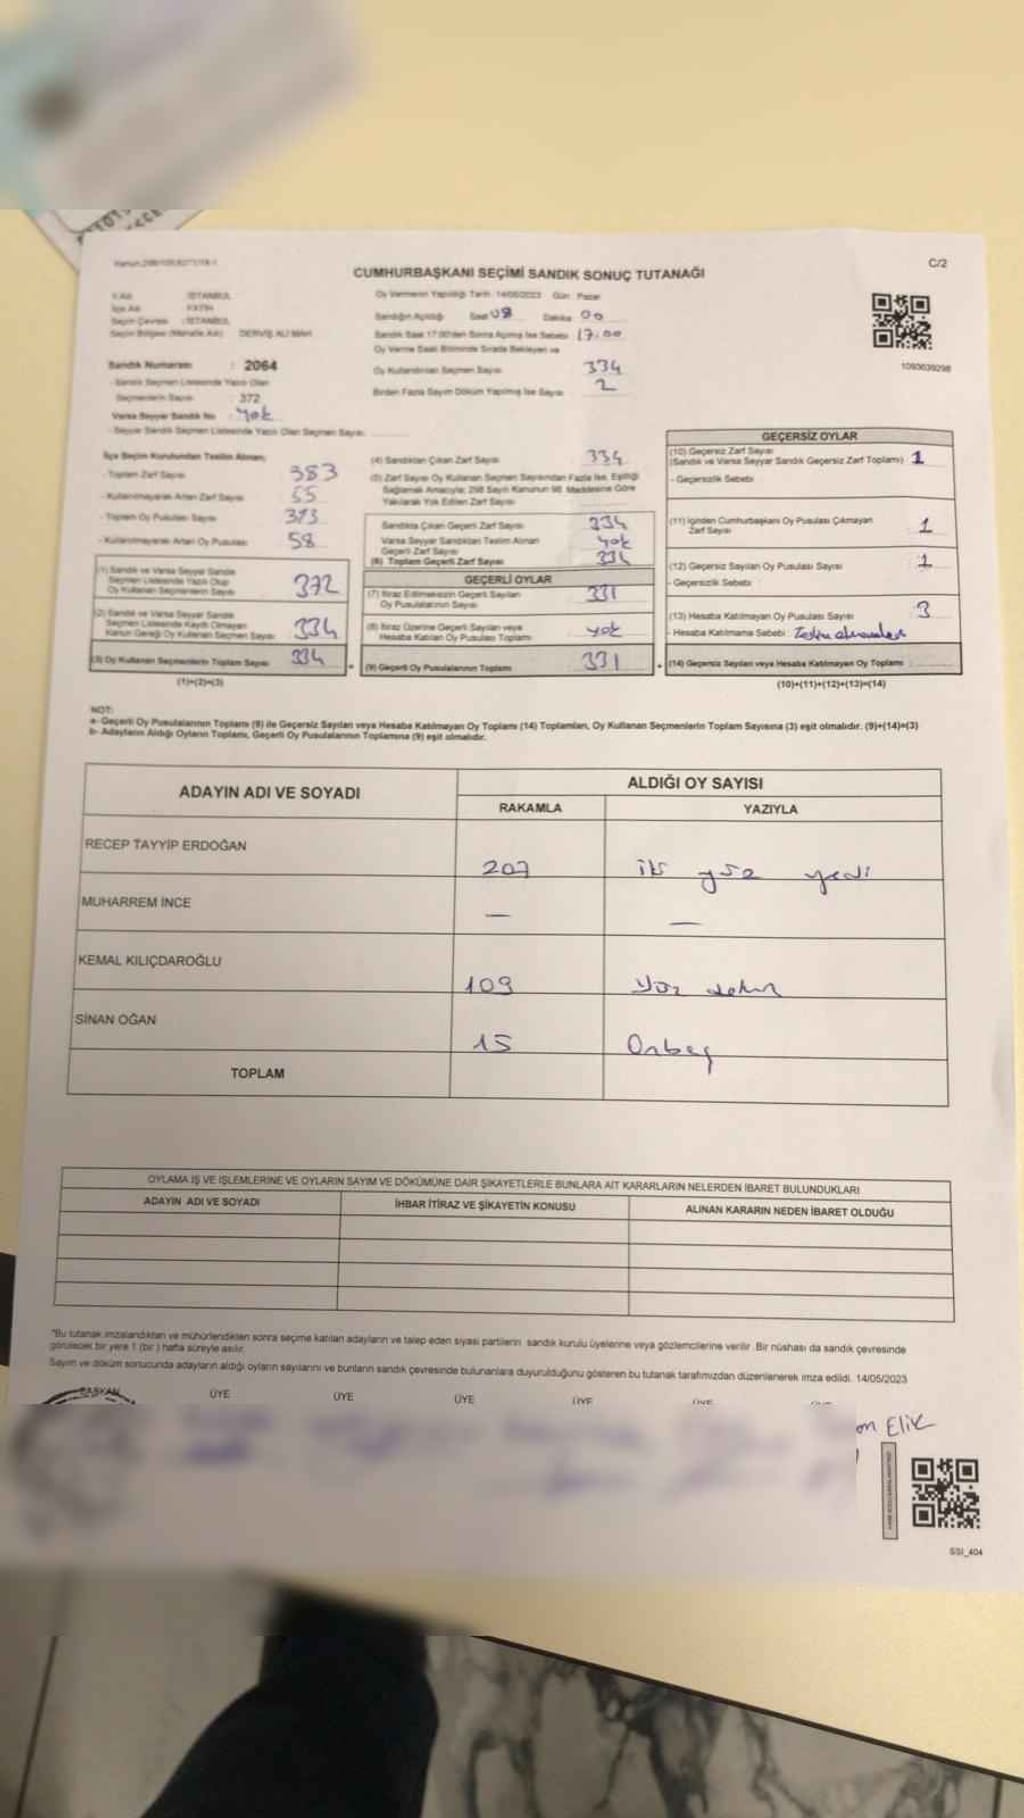 C/2
CUMHURBAŞKANI SEÇİMİ SANDIK SONUÇ TUTANAĞI
İl Adı : İSTANBUL
İlçe Adı : FATİH
Seçim Çevresi : İSTANBUL
Seçim Bölgesi (Mahalle Adı) : DERVİŞ ALİ MAH
Oy Vermenin Yapıldığı Tarih: 14/05/2023 Gün: Pazar
Sandığın Açıldığı Saat 08 Dakika 00
Sandık Saat 17:00'den Sonra Açılmış İse Sebebi 17.00
Oy Verme Saati Bitiminde Sırada Bekleyen ve
Oy Kullandırılan Seçmen Sayısı 334
Birden Fazla Sayım Döküm Yapılmış İse Sayısı 2
1090639298
Sandık Numarası : 2064
- Sandık Seçmen Listesinde Yazılı Olan
Seçmenlerin Sayısı : 372
Varsa Seyyar Sandık No : yok
- Seyyar Sandık Seçmen Listesinde Yazılı Olan Seçmen Sayısı
İlçe Seçim Kurulundan Teslim Alınan;
- Toplam Zarf Sayısı 383
- Kullanılmayarak Artan Zarf Sayısı 55
- Toplam Oy Pusulası Sayısı 393
- Kullanılmayarak Artan Oy Pusulası 58
(1) Sandık ve Varsa Seyyar Sandık
Seçmen Listesinde Yazılı Olup
Oy Kullanan Seçmenlerin Sayısı 372
(2) Sandık ve Varsa Seyyar Sandık
Seçmen Listesinde Kayıtlı Olmayan
Kanun Gereği Oy Kullanan Seçmen Sayısı 334
(3) Oy Kullanan Seçmenlerin Toplam Sayısı 334
(1)+(2)=(3)
(4) Sandıktan Çıkan Zarf Sayısı 334
(5) Zarf Sayısı Oy Kullanan Seçmen Sayısından Fazla İse, Eşitliği
Sağlamak Amacıyla; 298 Sayılı Kanunun 98. Maddesine Göre
Yakılarak Yok Edilen Zarf Sayısı
Sandıkta Çıkan Geçerli Zarf Sayısı 334
Varsa Seyyar Sandıktan Teslim Alınan
Geçerli Zarf Sayısı yok
(6) Toplam Geçerli Zarf Sayısı 334
GEÇERLİ OYLAR
(7) İtiraz Edilmeksizin Geçerli Sayılan
Oy Pusulalarının Sayısı 331
(8) İtiraz Üzerine Geçerli Sayılan veya
Hesaba Katılan Oy Pusulası Toplamı yok
(9) Geçerli Oy Pusulalarının Toplamı 331
GEÇERSİZ OYLAR
(10) Geçersiz Zarf Sayısı
(Sandık ve Varsa Seyyar Sandık Geçersiz Zarf Toplamı) 1
- Geçersizlik Sebebi
(11) İçinden Cumhurbaşkanı Oy Pusulası Çıkmayan
Zarf Sayısı 1
(12) Geçersiz Sayılan Oy Pusulası Sayısı 1
- Geçersizlik Sebebi
(13) Hesaba Katılmayan Oy Pusulası Sayısı 3
- Hesaba Katılmama Sebebi
(14) Geçersiz Sayılan veya Hesaba Katılmayan Oy Toplamı
(10)+(11)+(12)+(13)=(14)
NOT:
a- Geçerli Oy Pusulalarının Toplamı (9) ile Geçersiz Sayılan veya Hesaba Katılmayan Oy Toplamı (14) Toplamları, Oy Kullanan Seçmenlerin Toplam Sayısına (3) eşit olmalıdır. (9)+(14)=(3)
b- Adayların Aldığı Oyların Toplamı, Geçerli Oy Pusulalarının Toplamına (9) eşit olmalıdır.
ADAYIN ADI VE SOYADI
ALDIĞI OY SAYISI
RAKAMLA YAZIYLA
RECEP TAYYİP ERDOĞAN 207 iki yüz yedi
MUHARREM İNCE — —
KEMAL KILIÇDAROĞLU 109 Yüz dokuz
SİNAN OĞAN 15 Onbeş
TOPLAM
OYLAMA İŞ VE İŞLEMLERİNE VE OYLARIN SAYIM VE DÖKÜMÜNE DAİR ŞİKAYETLERLE BUNLARA AİT KARARLARIN NELERDEN İBARET BULUNDUKLARI
ADAYIN ADI VE SOYADI İHBAR İTİRAZ VE ŞİKAYETİN KONUSU ALINAN KARARIN NEDEN İBARET OLDUĞU
"Bu tutanak imzalandıktan ve mühürlendikten sonra seçime katılan adayların ve talep eden siyasi partilerin sandık kurulu üyelerine veya gözlemcilerine verilir. Bir nüshası da sandık çevresinde
görülecek bir yere 1 (bir) hafta süreyle asılır.
Sayım ve döküm sonucunda adayların aldığı oyların sayılarını ve bunların sandık çevresinde bulunanlara duyurulduğunu gösteren bu tutanak tarafımızdan düzenlenerek imza edildi. 14/05/2023
BAŞKAN ÜYE ÜYE ÜYE ÜYE ÜYE
Elik
SSI_404